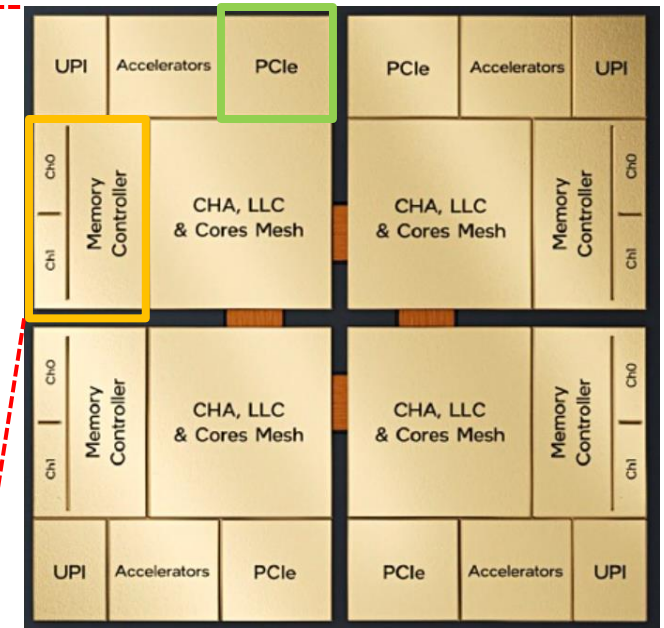 UPI
Accelerators
PCIe
PCIe
Accelerators
UPI
Ch0
Ch1
Memory
Controller
CHA, LLC
& Cores Mesh
CHA, LLC
& Cores Mesh
Memory
Controller
Ch0
Ch1
Ch0
Ch1
Memory
Controller
CHA, LLC
& Cores Mesh
CHA, LLC
& Cores Mesh
Memory
Controller
Ch0
Ch1
UPI
Accelerators
PCIe
PCIe
Accelerators
UPI